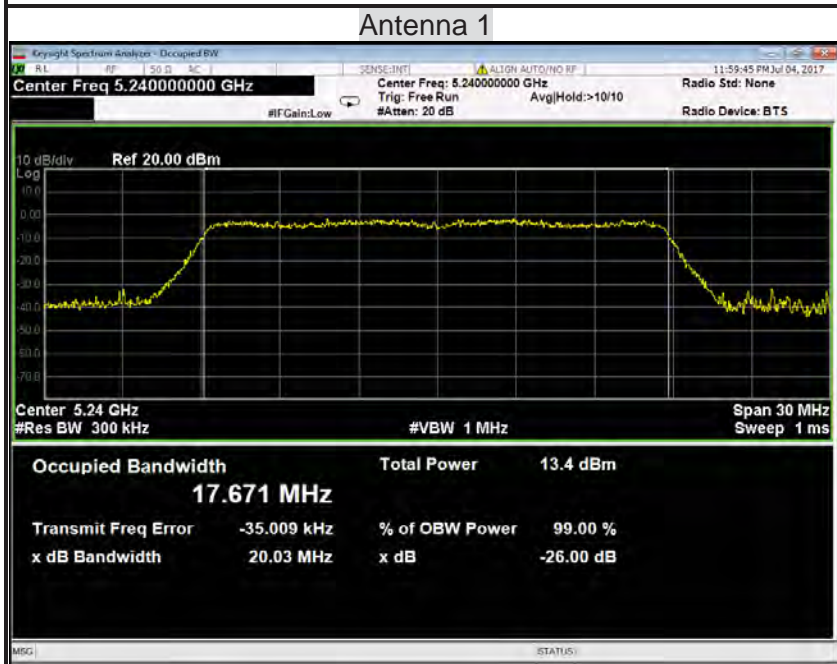 Antenna 1
Keysight Spectrum Analyzer - Occupied BW
RL RF 50 Ω AC SENSE:INT ALIGN AUTO/NO RF 11:59:45 PM Jul 04, 2017
Center Freq 5.240000000 GHz Center Freq: 5.240000000 GHz Radio Std: None
Trig: Free Run Avg|Hold:>10/10
#IFGain:Low #Atten: 20 dB Radio Device: BTS
10 dB/div Ref 20.00 dBm
Log
10.0
0.00
-10.0
-20.0
-30.0
-40.0
-50.0
-60.0
-70.0
Center 5.24 GHz Span 30 MHz
#Res BW 300 kHz #VBW 1 MHz Sweep 1 ms
Occupied Bandwidth Total Power 13.4 dBm
17.671 MHz
Transmit Freq Error -35.009 kHz % of OBW Power 99.00 %
x dB Bandwidth 20.03 MHz x dB -26.00 dB
MSG STATUS